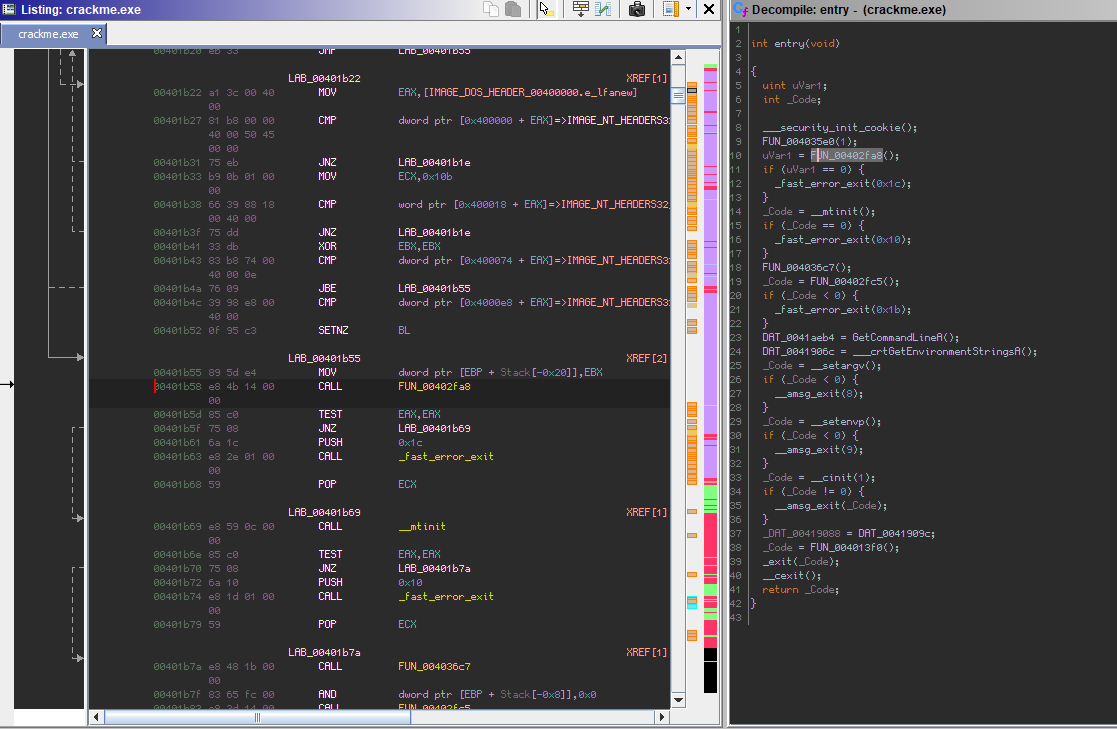 Listing: crackme.exe
crackme.exe
00401b20 eb 33 JMP LAB_00401b55
LAB_00401b22 XREF[1]
00401b22 a1 3c 00 40 MOV EAX,[IMAGE_DOS_HEADER_00400000.e_lfanew]
00
00401b27 81 b8 00 00 CMP dword ptr [0x400000 + EAX]=>IMAGE_NT_HEADERS32
40 00 50 45
00 00
00401b31 75 eb JNZ LAB_00401b1e
00401b33 b9 0b 01 00 MOV ECX,0x10b
00
00401b38 66 39 88 18 CMP word ptr [0x400018 + EAX]=>IMAGE_NT_HEADERS32
00 40 00
00401b3f 75 dd JNZ LAB_00401b1e
00401b41 33 db XOR EBX,EBX
00401b43 83 b8 74 00 CMP dword ptr [0x400074 + EAX]=>IMAGE_NT_HEADERS3
40 00 0e
00401b4a 76 09 JBE LAB_00401b55
00401b4c 39 98 e8 00 CMP dword ptr [0x4000e8 + EAX]=>IMAGE_NT_HEADERS3
40 00
00401b52 0f 95 c3 SETNZ BL
LAB_00401b55 XREF[2]
00401b55 89 5d e4 MOV dword ptr [EBP + Stack[-0x20]],EBX
00401b58 e8 4b 14 00 CALL FUN_00402fa8
00
00401b5d 85 c0 TEST EAX,EAX
00401b5f 75 08 JNZ LAB_00401b69
00401b61 6a 1c PUSH 0x1c
00401b63 e8 2e 01 00 CALL _fast_error_exit
00
00401b68 59 POP ECX
LAB_00401b69 XREF[1]
00401b69 e8 59 0c 00 CALL __mtinit
00
00401b6e 85 c0 TEST EAX,EAX
00401b70 75 08 JNZ LAB_00401b7a
00401b72 6a 10 PUSH 0x10
00401b74 e8 1d 01 00 CALL _fast_error_exit
00
00401b79 59 POP ECX
LAB_00401b7a XREF[1]
00401b7a e8 48 1b 00 CALL FUN_004036c7
00
00401b7f 83 65 fc 00 AND dword ptr [EBP + Stack[-0x8]],0x0
00401b83 e8 3d 14 00 CALL FUN_00402fc5
Decompile: entry - (crackme.exe)
1
2 int entry(void)
3
4 {
5 uint uVar1;
6 int _Code;
7
8 ___security_init_cookie();
9 FUN_004035e0(1);
10 uVar1 = FUN_00402fa8();
11 if (uVar1 == 0) {
12 _fast_error_exit(0x1c);
13 }
14 _Code = __mtinit();
15 if (_Code == 0) {
16 _fast_error_exit(0x10);
17 }
18 FUN_004036c7();
19 _Code = FUN_00402fc5();
20 if (_Code < 0) {
21 _fast_error_exit(0x1b);
22 }
23 DAT_0041aeb4 = GetCommandLineA();
24 DAT_0041906c = ___crtGetEnvironmentStringsA();
25 _Code = __setargv();
26 if (_Code < 0) {
27 __amsg_exit(8);
28 }
29 _Code = __setenvp();
30 if (_Code < 0) {
31 __amsg_exit(9);
32 }
33 _Code = __cinit(1);
34 if (_Code != 0) {
35 __amsg_exit(_Code);
36 }
37 _DAT_00419088 = DAT_0041909c;
38 _Code = FUN_004013f0();
39 _exit(_Code);
40 __cexit();
41 return _Code;
42 }
43